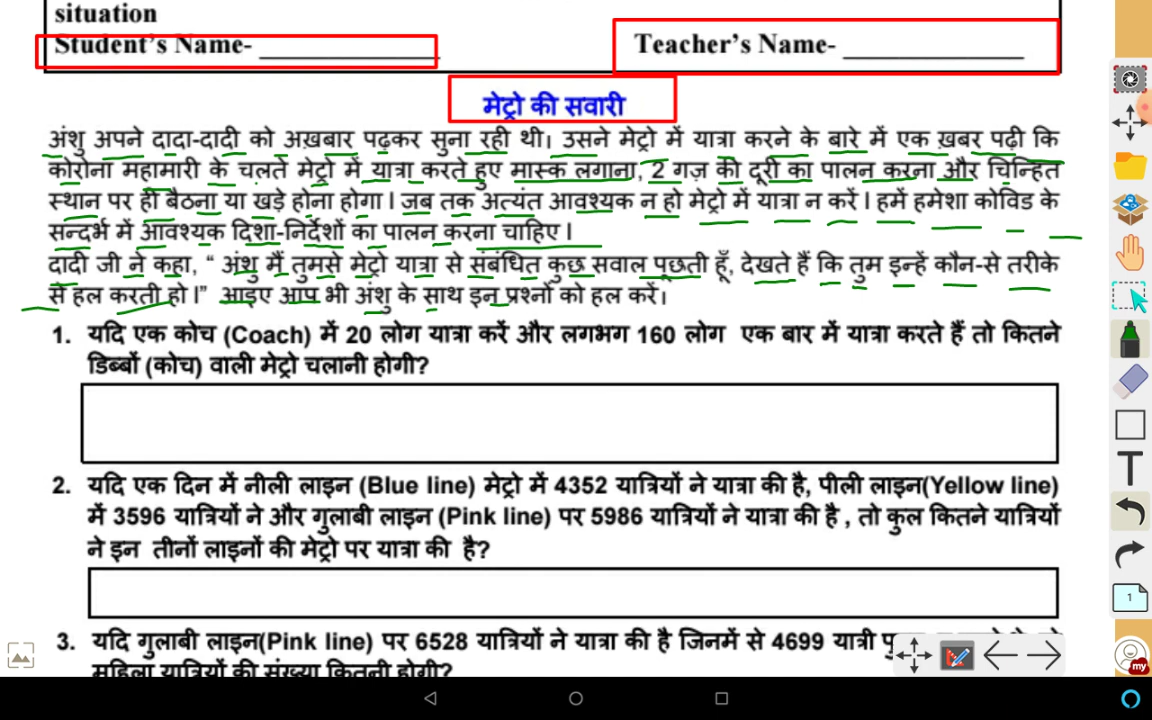 situation
Student's Name- ______________ Teacher's Name- ______________
मेट्रो की सवारी
अंशु अपने दादा-दादी को अख़बार पढ़कर सुना रही थी। उसने मेट्रो में यात्रा करने के बारे में एक ख़बर पढ़ी कि
कोरोना महामारी के चलते मेट्रो में यात्रा करते हुए मास्क लगाना, 2 गज़ की दूरी का पालन करना और चिन्हित
स्थान पर ही बैठना या खड़े होना होगा। जब तक अत्यंत आवश्यक न हो मेट्रो में यात्रा न करें। हमें हमेशा कोविड के
सन्दर्भ में आवश्यक दिशा-निर्देशों का पालन करना चाहिए।
दादी जी ने कहा, “ अंशु मैं तुमसे मेट्रो यात्रा से संबंधित कुछ सवाल पूछती हूँ, देखते हैं कि तुम इन्हें कौन-से तरीके
से हल करती हो।” आइए आप भी अंशु के साथ इन प्रश्नों को हल करें।
1. यदि एक कोच (Coach) में 20 लोग यात्रा करें और लगभग 160 लोग एक बार में यात्रा करते हैं तो कितने
डिब्बों (कोच) वाली मेट्रो चलानी होगी?
2. यदि एक दिन में नीली लाइन (Blue line) मेट्रो में 4352 यात्रियों ने यात्रा की है, पीली लाइन(Yellow line)
में 3596 यात्रियों ने और गुलाबी लाइन (Pink line) पर 5986 यात्रियों ने यात्रा की है , तो कुल कितने यात्रियों
ने इन तीनों लाइनों की मेट्रो पर यात्रा की है?
3. यदि गुलाबी लाइन(Pink line) पर 6528 यात्रियों ने यात्रा की है जिनमें से 4699 यात्री
महिला यात्रियों की संख्या कितनी होगी?
T
1
my